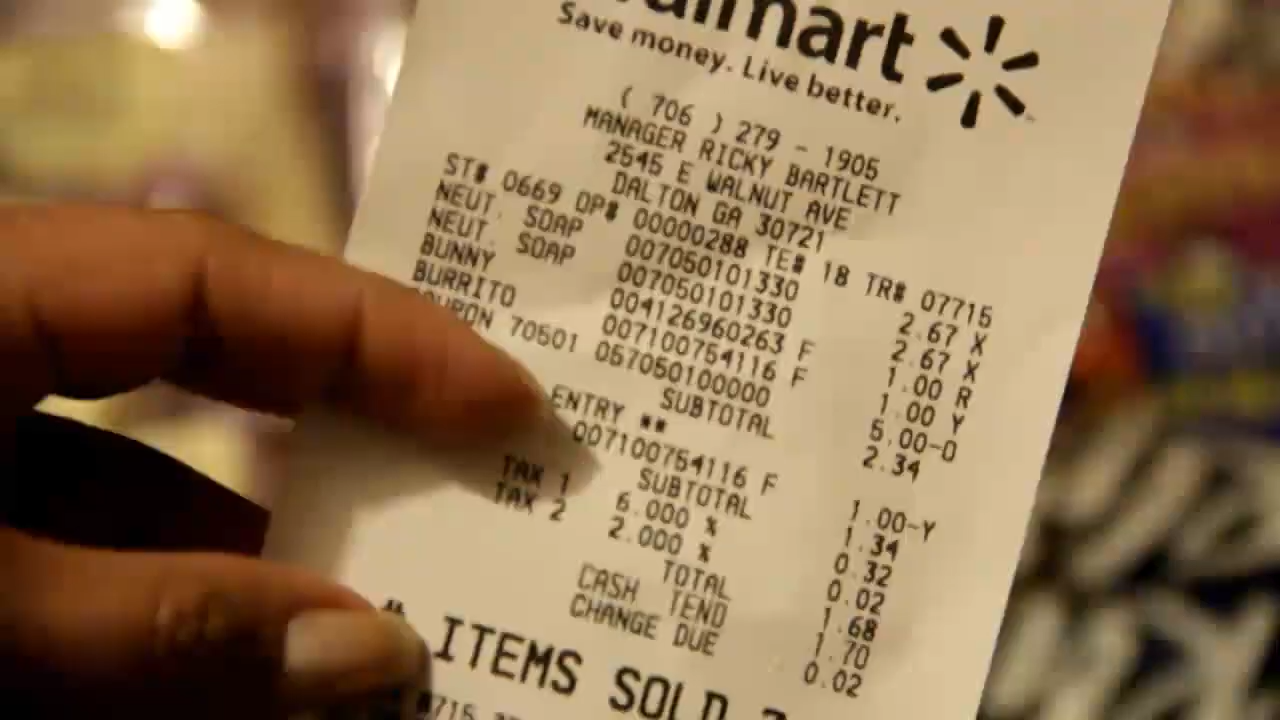 Walmart
Save money. Live better.
( 706 ) 279 - 1905
MANAGER RICKY BARTLETT
2545 E WALNUT AVE
DALTON GA 30721
ST# 0669 OP# 00000288 TE# 18 TR# 07715
NEUT. SOAP 007050101330 2.67 X
NEUT. SOAP 007050101330 2.67 X
BUNNY 004126960263 F 1.00 R
BURRITO 007100754116 F 1.00 Y
COUPON 70501 057050100000 5.00-O
SUBTOTAL 2.34
ENTRY **
007100754116 F 1.00-Y
SUBTOTAL 1.34
TAX 1 6.000 % 0.32
TAX 2 2.000 % 0.02
TOTAL 1.68
CASH TEND 1.70
CHANGE DUE 0.02
# ITEMS SOLD